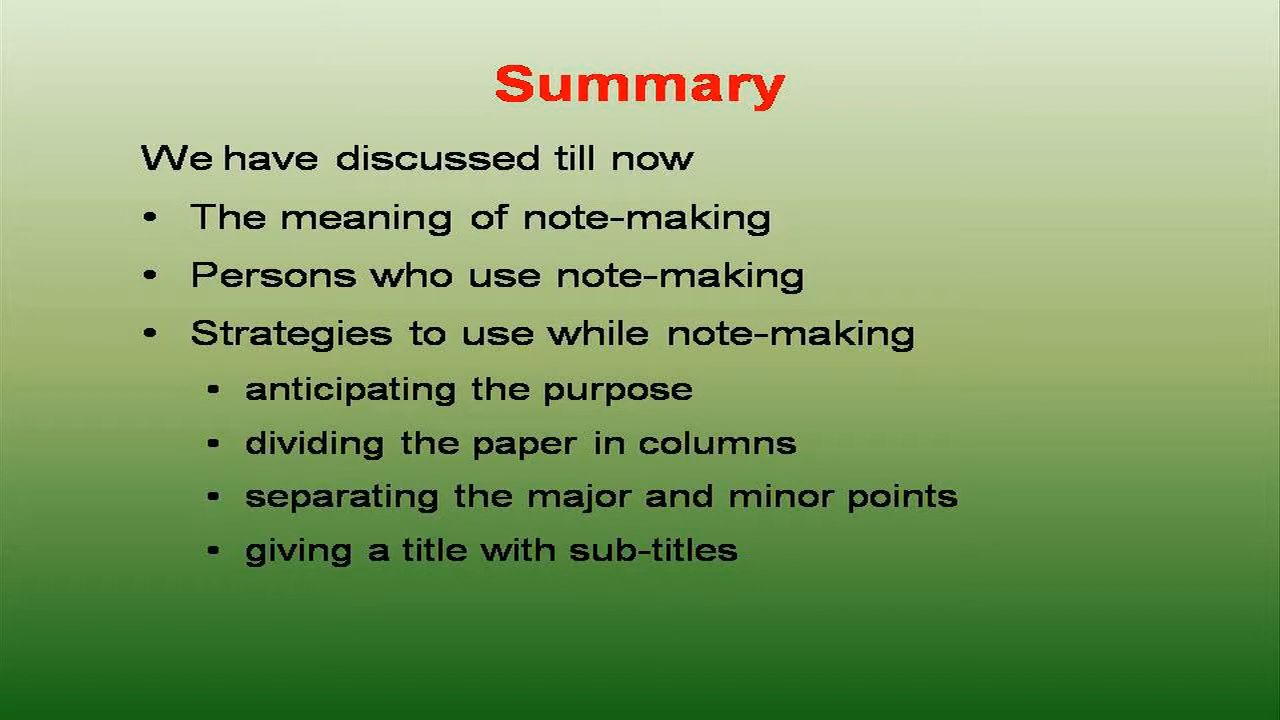 Summary
We have discussed till now
• The meaning of note-making
• Persons who use note-making
• Strategies to use while note-making
• anticipating the purpose
• dividing the paper in columns
• separating the major and minor points
• giving a title with sub-titles